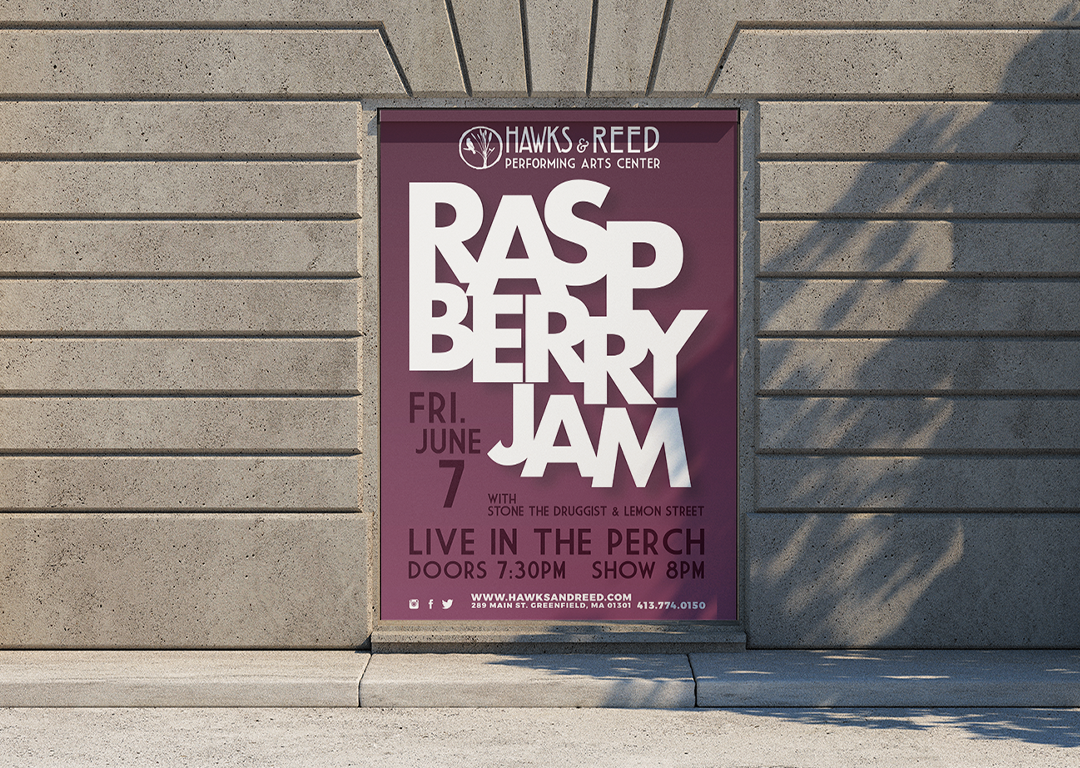 HAWKS & REED
PERFORMING ARTS CENTER
RASP
BERRY
JAM
FRI.
JUNE
7
WITH
STONE THE DRUGGIST & LEMON STREET
LIVE IN THE PERCH
DOORS 7:30PM SHOW 8PM
WWW.HAWKSANDREED.COM
289 MAIN ST. GREENFIELD, MA 01301 413.774.0150